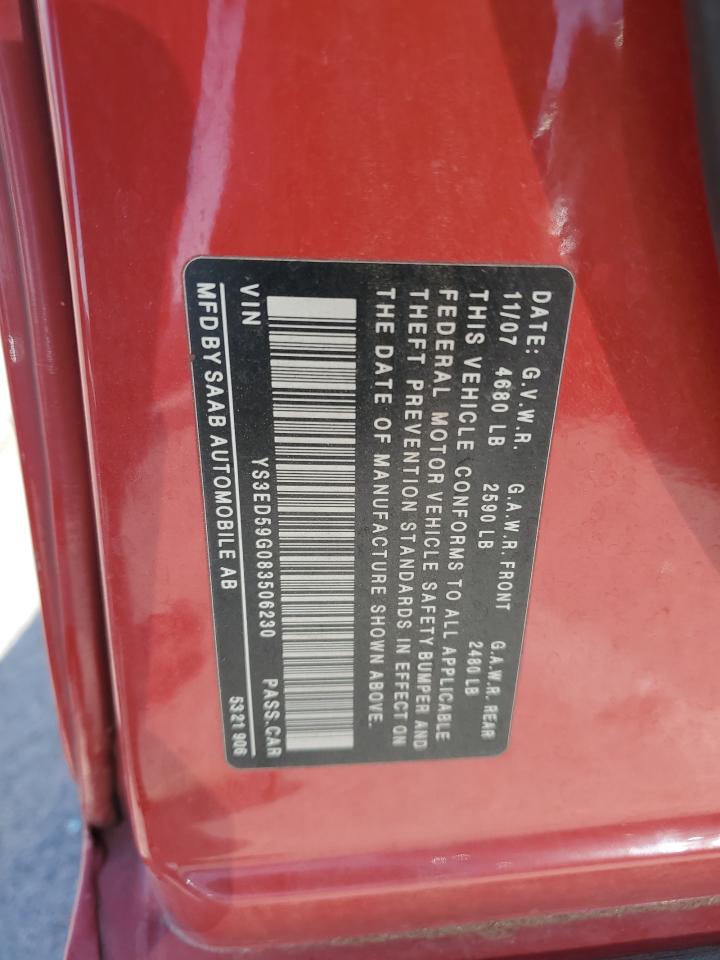 DATE: G.V.W.R. G.A.W.R. FRONT G.A.W.R. REAR
11/07 4680 LB 2590 LB 2480 LB
THIS VEHICLE CONFORMS TO ALL APPLICABLE
FEDERAL MOTOR VEHICLE SAFETY BUMPER AND
THEFT PREVENTION STANDARDS IN EFFECT ON
THE DATE OF MANUFACTURE SHOWN ABOVE.
VIN YS3ED59G083506230 PASS.CAR
MFD BY SAAB AUTOMOBILE AB 5321 906